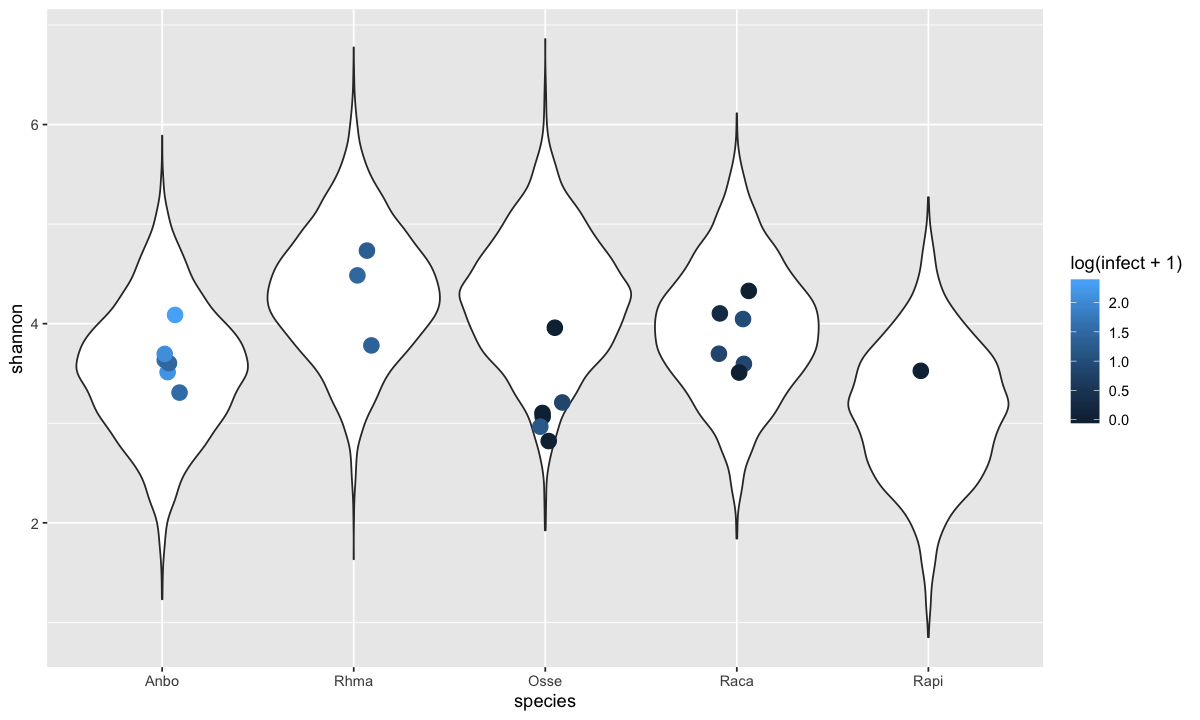 shannon
6
4
2
Anbo Rhma Osse Raca Rapi
species
log(infect + 1)
2.0
1.5
1.0
0.5
0.0